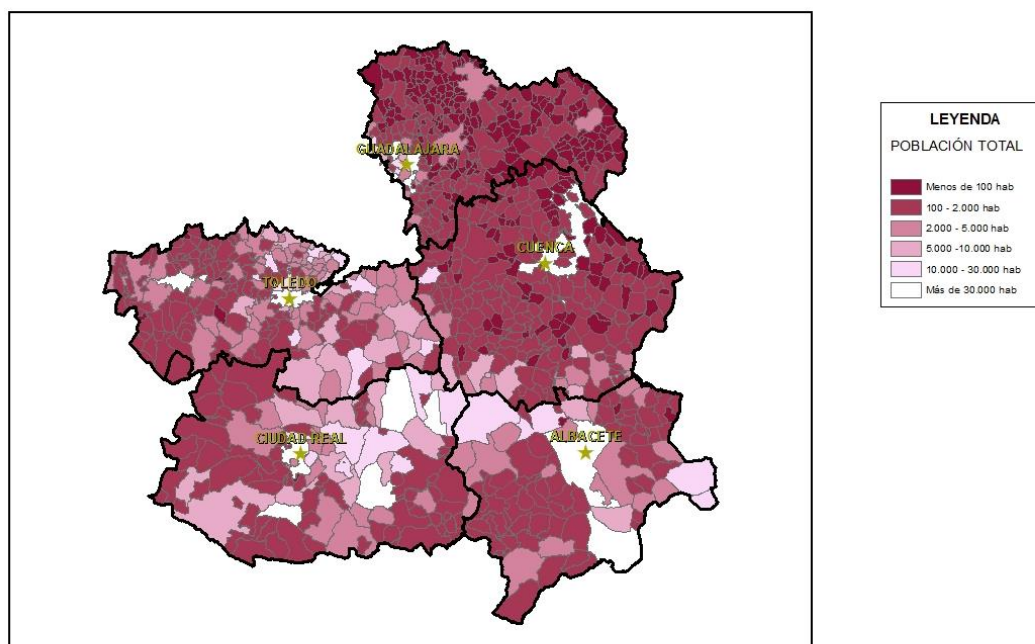 GUADALAJARA
CUENCA
TOLEDO
CIUDAD REAL
ALBACETE
LEYENDA
POBLACIÓN TOTAL
Menos de 100 hab
100 - 2.000 hab
2.000 - 5.000 hab
5.000 -10.000 hab
10.000 - 30.000 hab
Más de 30.000 hab